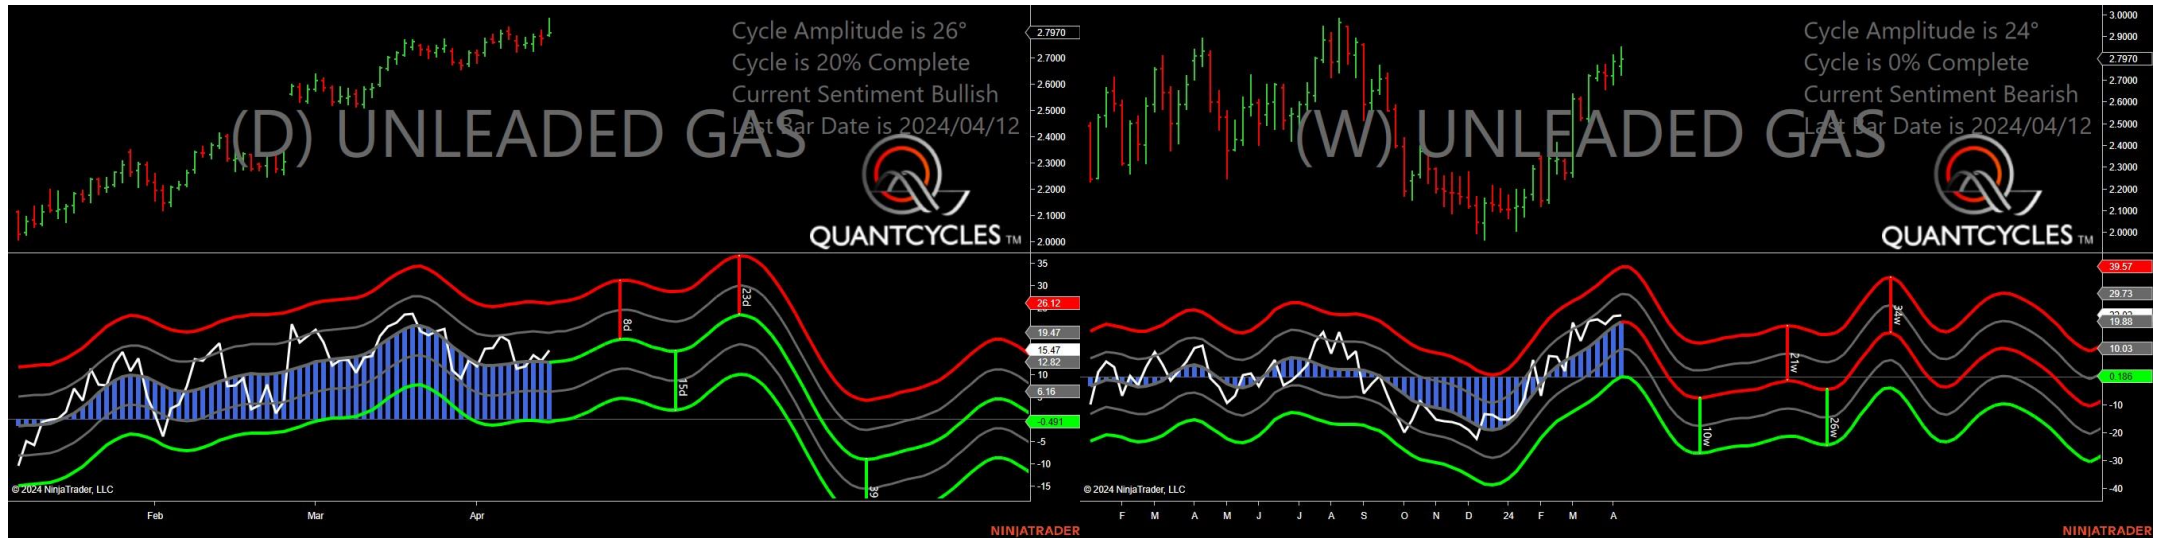 Cycle Amplitude is 26°
Cycle is 20% Complete
Current Sentiment Bullish
Last Bar Date is 2024/04/12
(D) UNLEADED GAS
QUANTCYCLES TM
2.7970
2.7000
2.6000
2.5000
2.4000
2.3000
2.2000
2.1000
2.0000
35
30
26.12
19.47
15.47
12.82
10
6.16
-0.491
-5
-10
-15
8d
15d
23d
39
© 2024 NinjaTrader, LLC
Feb Mar Apr
NINJATRADER
Cycle Amplitude is 24°
Cycle is 0% Complete
Current Sentiment Bearish
Last Bar Date is 2024/04/12
(W) UNLEADED GAS
QUANTCYCLES TM
3.0000
2.9000
2.7970
2.7000
2.6000
2.5000
2.4000
2.3000
2.2000
2.1000
2.0000
39.57
29.73
19.88
10.03
0.186
-10
-20
-30
-40
10w
21w
26w
34w
© 2024 NinjaTrader, LLC
F M A M J J A S O N D 24 F M A
NINJATRADER